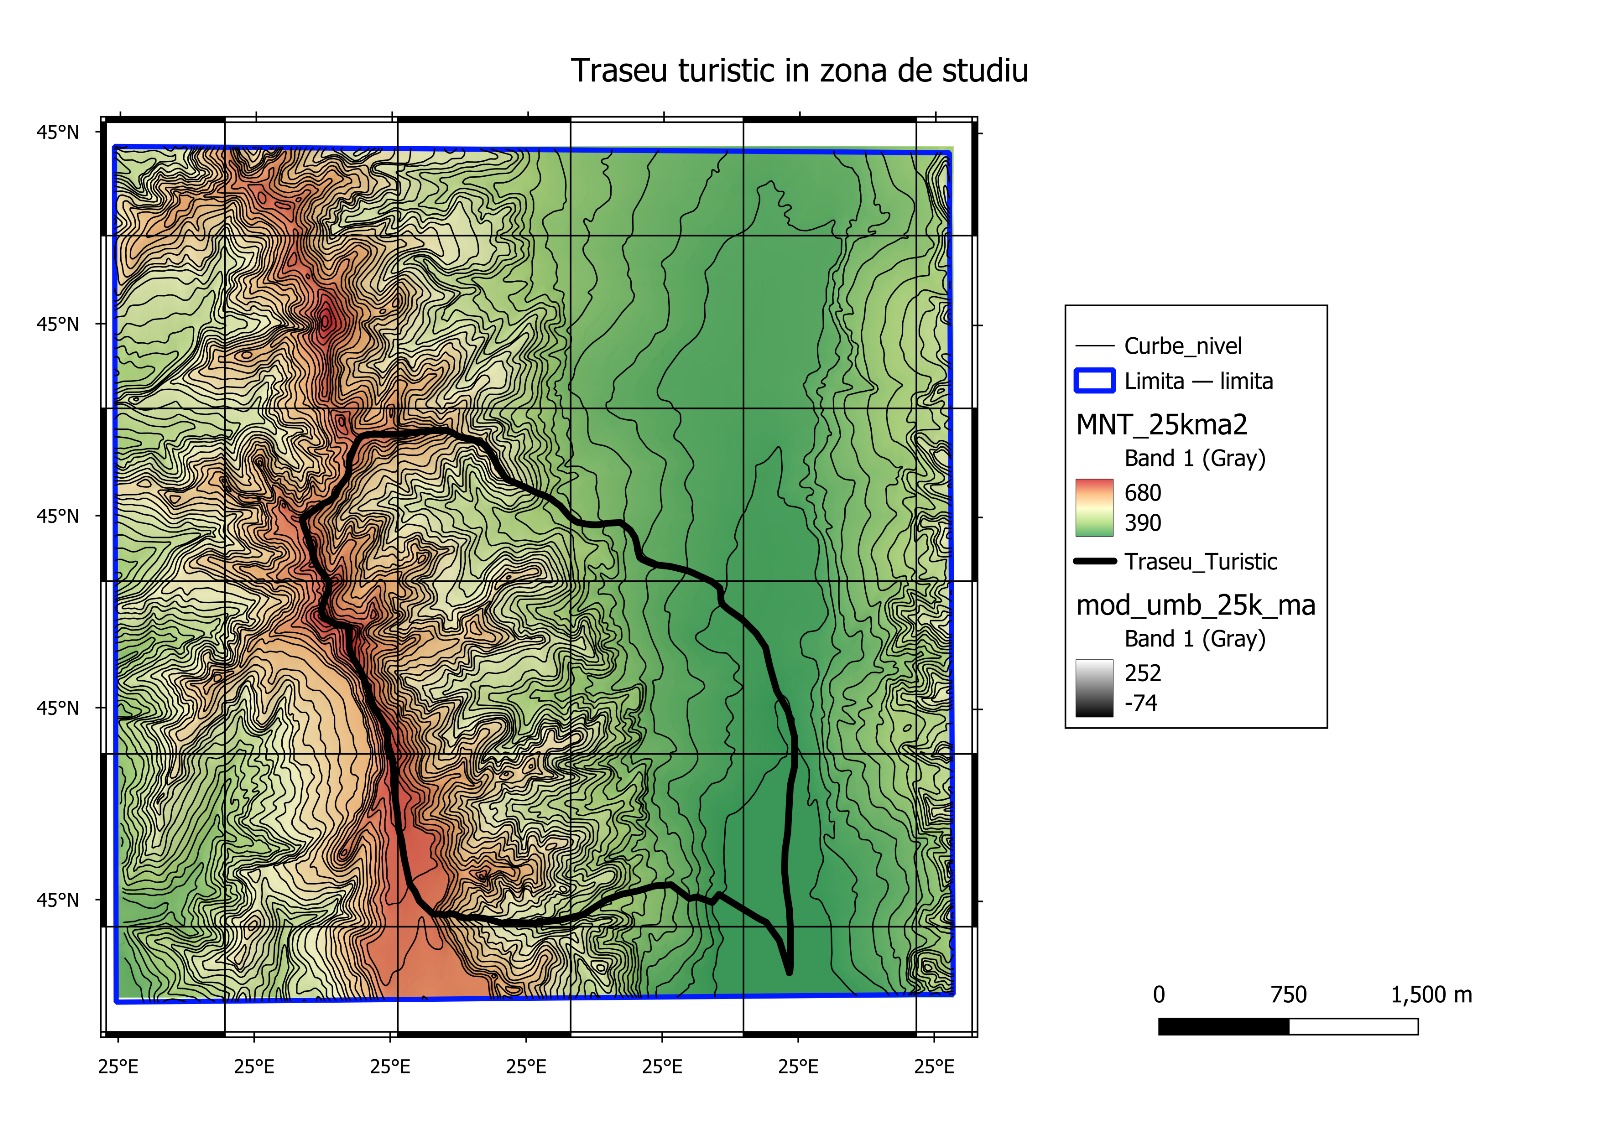 Traseu turistic in zona de studiu
45°N
45°N
45°N
45°N
45°N
25°E 25°E 25°E 25°E 25°E 25°E 25°E
Curbe_nivel
Limita — limita
MNT_25kma2
Band 1 (Gray)
680
390
Traseu_Turistic
mod_umb_25k_ma
Band 1 (Gray)
252
-74
0 750 1,500 m